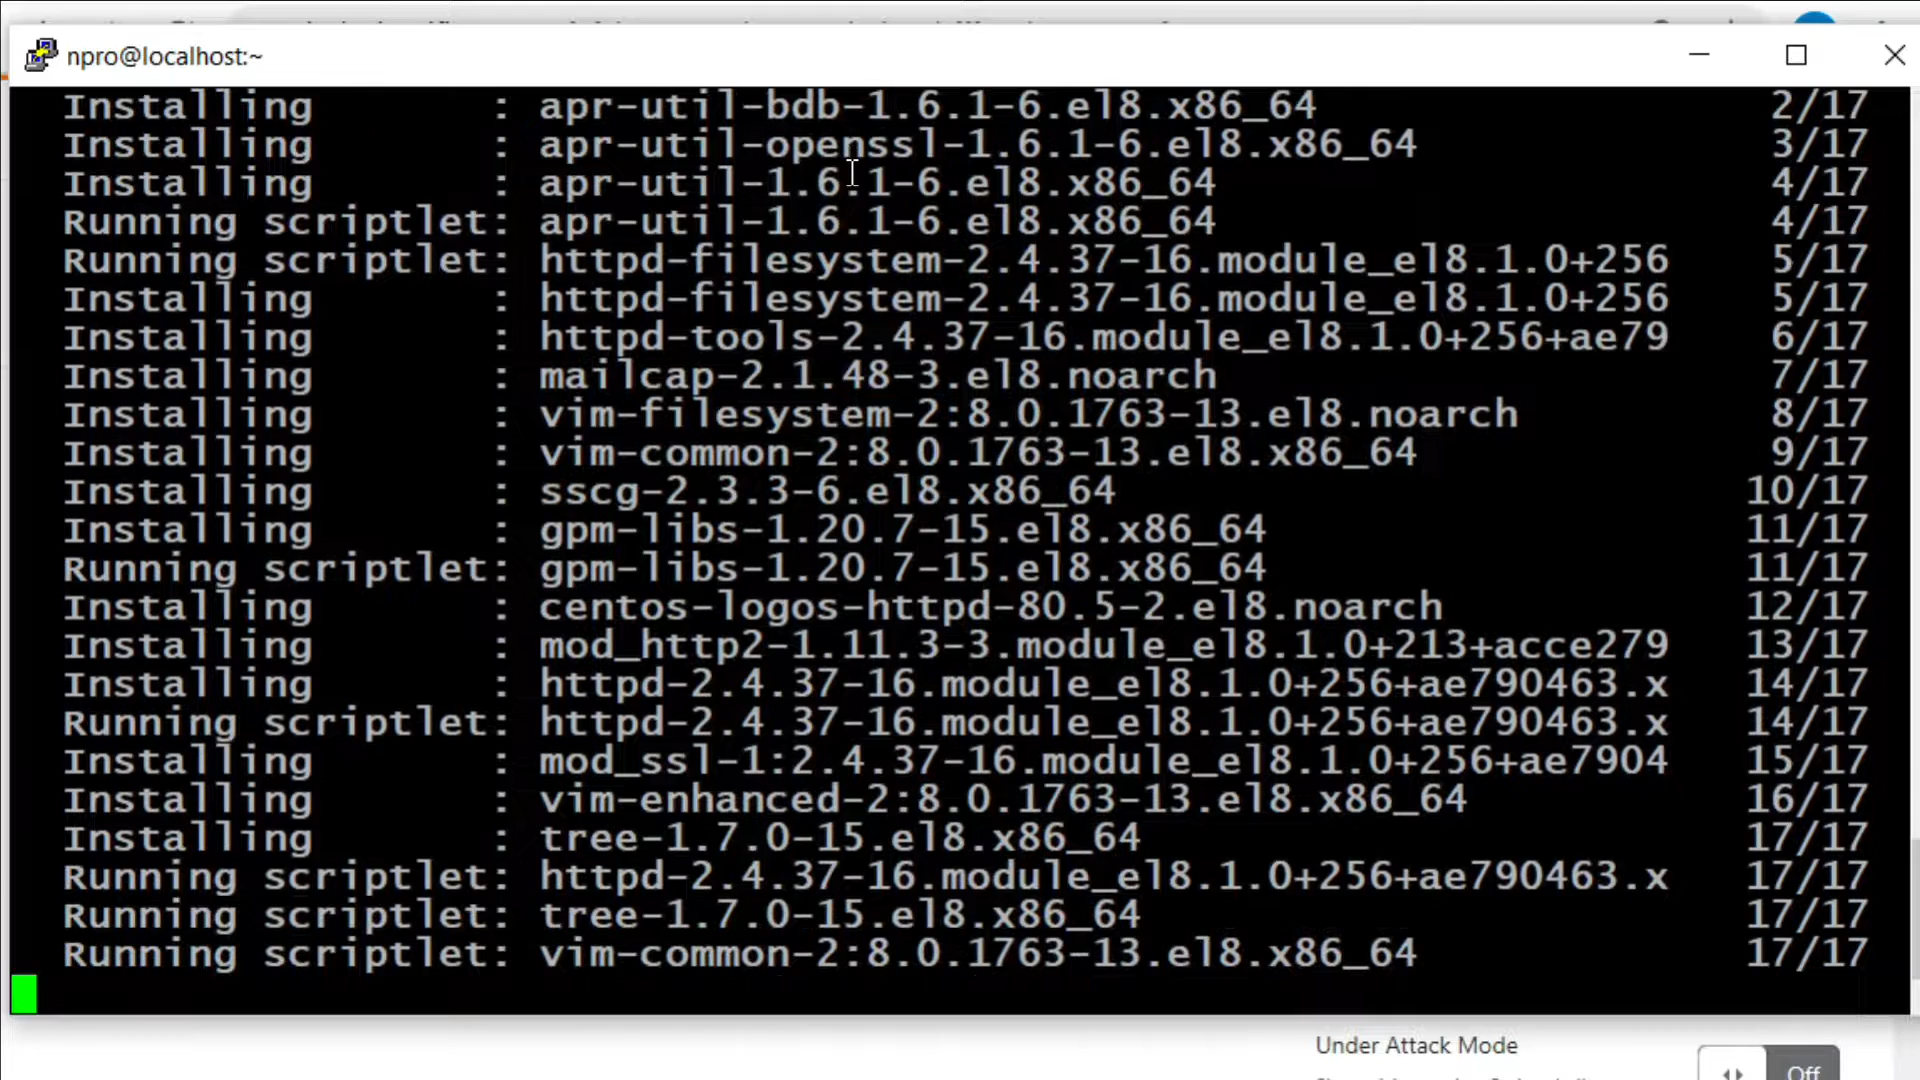 npro@localhost:~
Installing : apr-util-bdb-1.6.1-6.el8.x86_64 2/17
Installing : apr-util-openssl-1.6.1-6.el8.x86_64 3/17
Installing : apr-util-1.6.1-6.el8.x86_64 4/17
Running scriptlet: apr-util-1.6.1-6.el8.x86_64 4/17
Running scriptlet: httpd-filesystem-2.4.37-16.module_el8.1.0+256 5/17
Installing : httpd-filesystem-2.4.37-16.module_el8.1.0+256 5/17
Installing : httpd-tools-2.4.37-16.module_el8.1.0+256+ae79 6/17
Installing : mailcap-2.1.48-3.el8.noarch 7/17
Installing : vim-filesystem-2:8.0.1763-13.el8.noarch 8/17
Installing : vim-common-2:8.0.1763-13.el8.x86_64 9/17
Installing : sscg-2.3.3-6.el8.x86_64 10/17
Installing : gpm-libs-1.20.7-15.el8.x86_64 11/17
Running scriptlet: gpm-libs-1.20.7-15.el8.x86_64 11/17
Installing : centos-logos-httpd-80.5-2.el8.noarch 12/17
Installing : mod_http2-1.11.3-3.module_el8.1.0+213+acce279 13/17
Installing : httpd-2.4.37-16.module_el8.1.0+256+ae790463.x 14/17
Running scriptlet: httpd-2.4.37-16.module_el8.1.0+256+ae790463.x 14/17
Installing : mod_ssl-1:2.4.37-16.module_el8.1.0+256+ae7904 15/17
Installing : vim-enhanced-2:8.0.1763-13.el8.x86_64 16/17
Installing : tree-1.7.0-15.el8.x86_64 17/17
Running scriptlet: httpd-2.4.37-16.module_el8.1.0+256+ae790463.x 17/17
Running scriptlet: tree-1.7.0-15.el8.x86_64 17/17
Running scriptlet: vim-common-2:8.0.1763-13.el8.x86_64 17/17
Under Attack Mode
Off